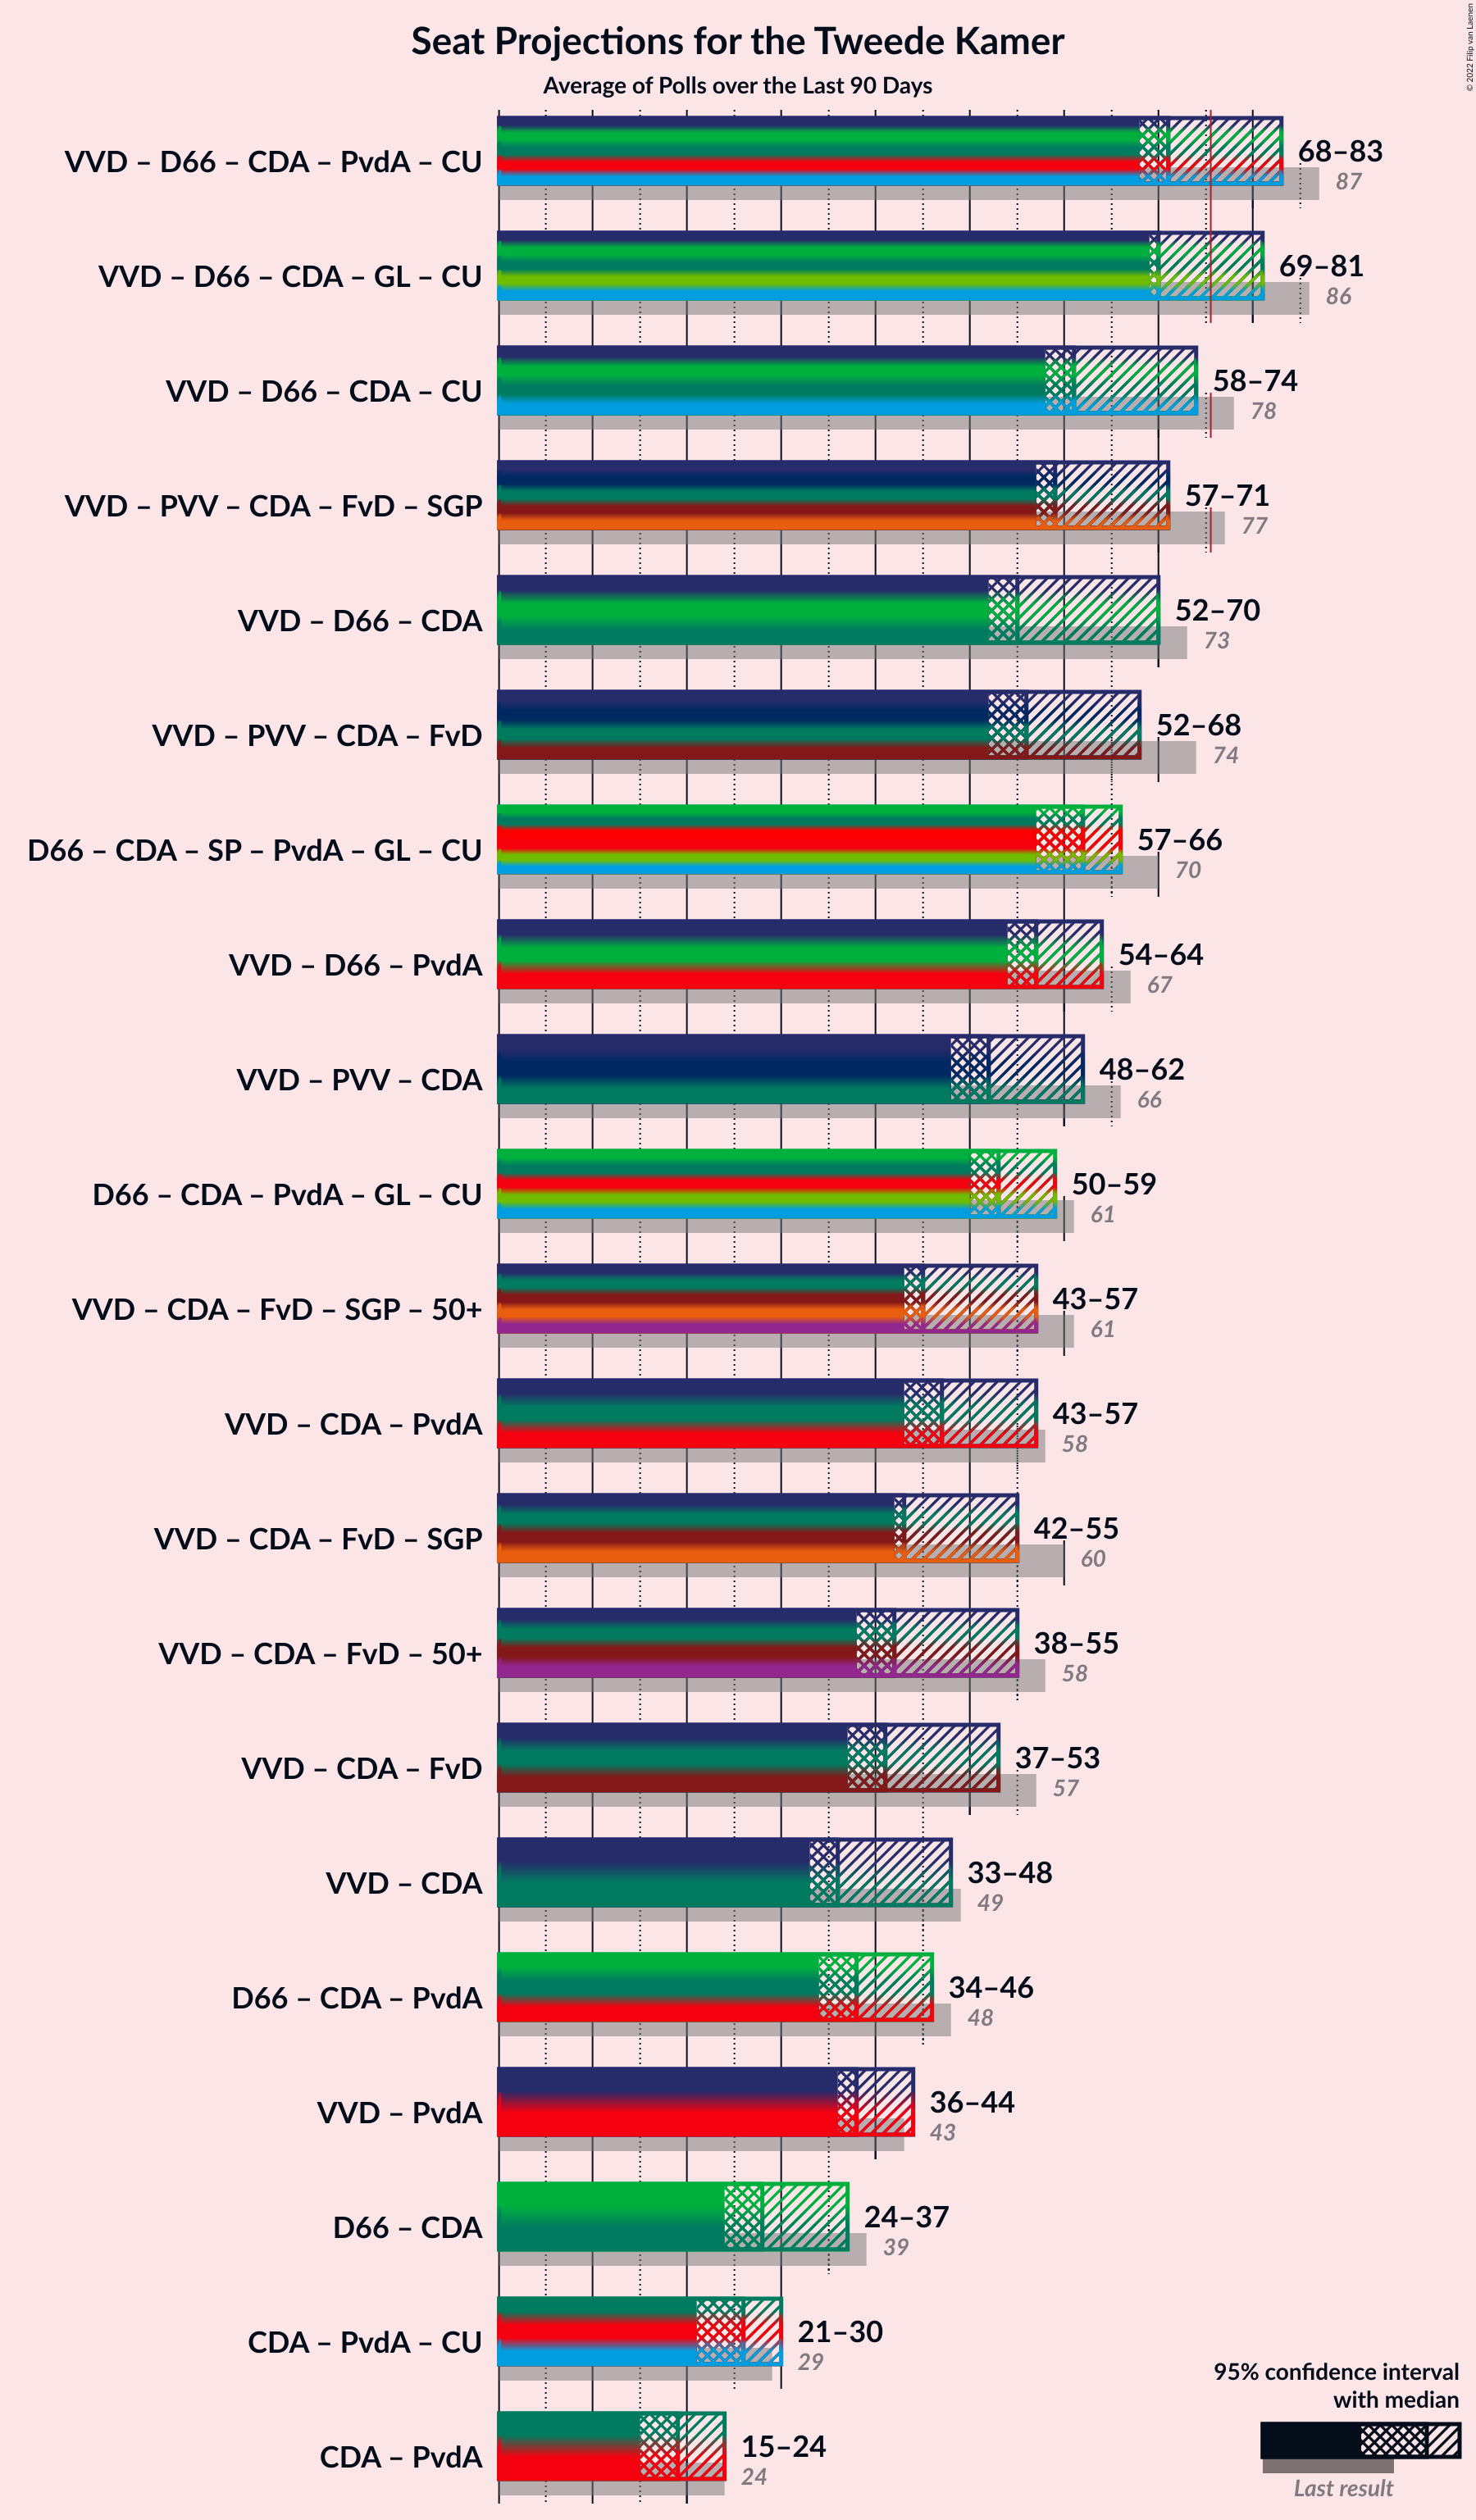 © 2022 Filip van Laenen
Seat Projections for the Tweede Kamer
Average of Polls over the Last 90 Days
VVD – D66 – CDA – PvdA – CU
68–83
87
VVD – D66 – CDA – GL – CU
69–81
86
VVD – D66 – CDA – CU
58–74
78
VVD – PVV – CDA – FvD – SGP
57–71
77
VVD – D66 – CDA
52–70
73
VVD – PVV – CDA – FvD
52–68
74
D66 – CDA – SP – PvdA – GL – CU
57–66
70
VVD – D66 – PvdA
54–64
67
VVD – PVV – CDA
48–62
66
D66 – CDA – PvdA – GL – CU
50–59
61
VVD – CDA – FvD – SGP – 50+
43–57
61
VVD – CDA – PvdA
43–57
58
VVD – CDA – FvD – SGP
42–55
60
VVD – CDA – FvD – 50+
38–55
58
VVD – CDA – FvD
37–53
57
VVD – CDA
33–48
49
D66 – CDA – PvdA
34–46
48
VVD – PvdA
36–44
43
D66 – CDA
24–37
39
CDA – PvdA – CU
21–30
29
CDA – PvdA
15–24
24
95% confidence interval
with median
Last result